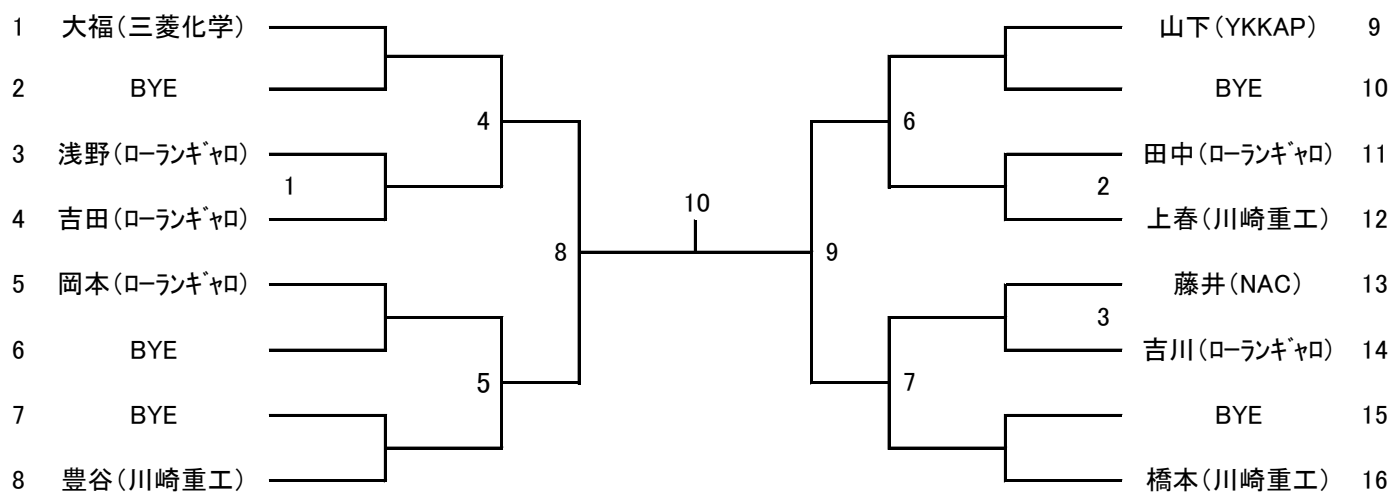 1 大福(三菱化学)
2 BYE
3 浅野(ﾛｰﾗﾝｷﾞｬﾛ)
4 吉田(ﾛｰﾗﾝｷﾞｬﾛ)
5 岡本(ﾛｰﾗﾝｷﾞｬﾛ)
6 BYE
7 BYE
8 豊谷(川崎重工)
1
4
5
8
10
9
6
7
2
3
山下(YKKAP) 9
BYE 10
田中(ﾛｰﾗﾝｷﾞｬﾛ) 11
上春(川崎重工) 12
藤井(NAC) 13
吉川(ﾛｰﾗﾝｷﾞｬﾛ) 14
BYE 15
橋本(川崎重工) 16